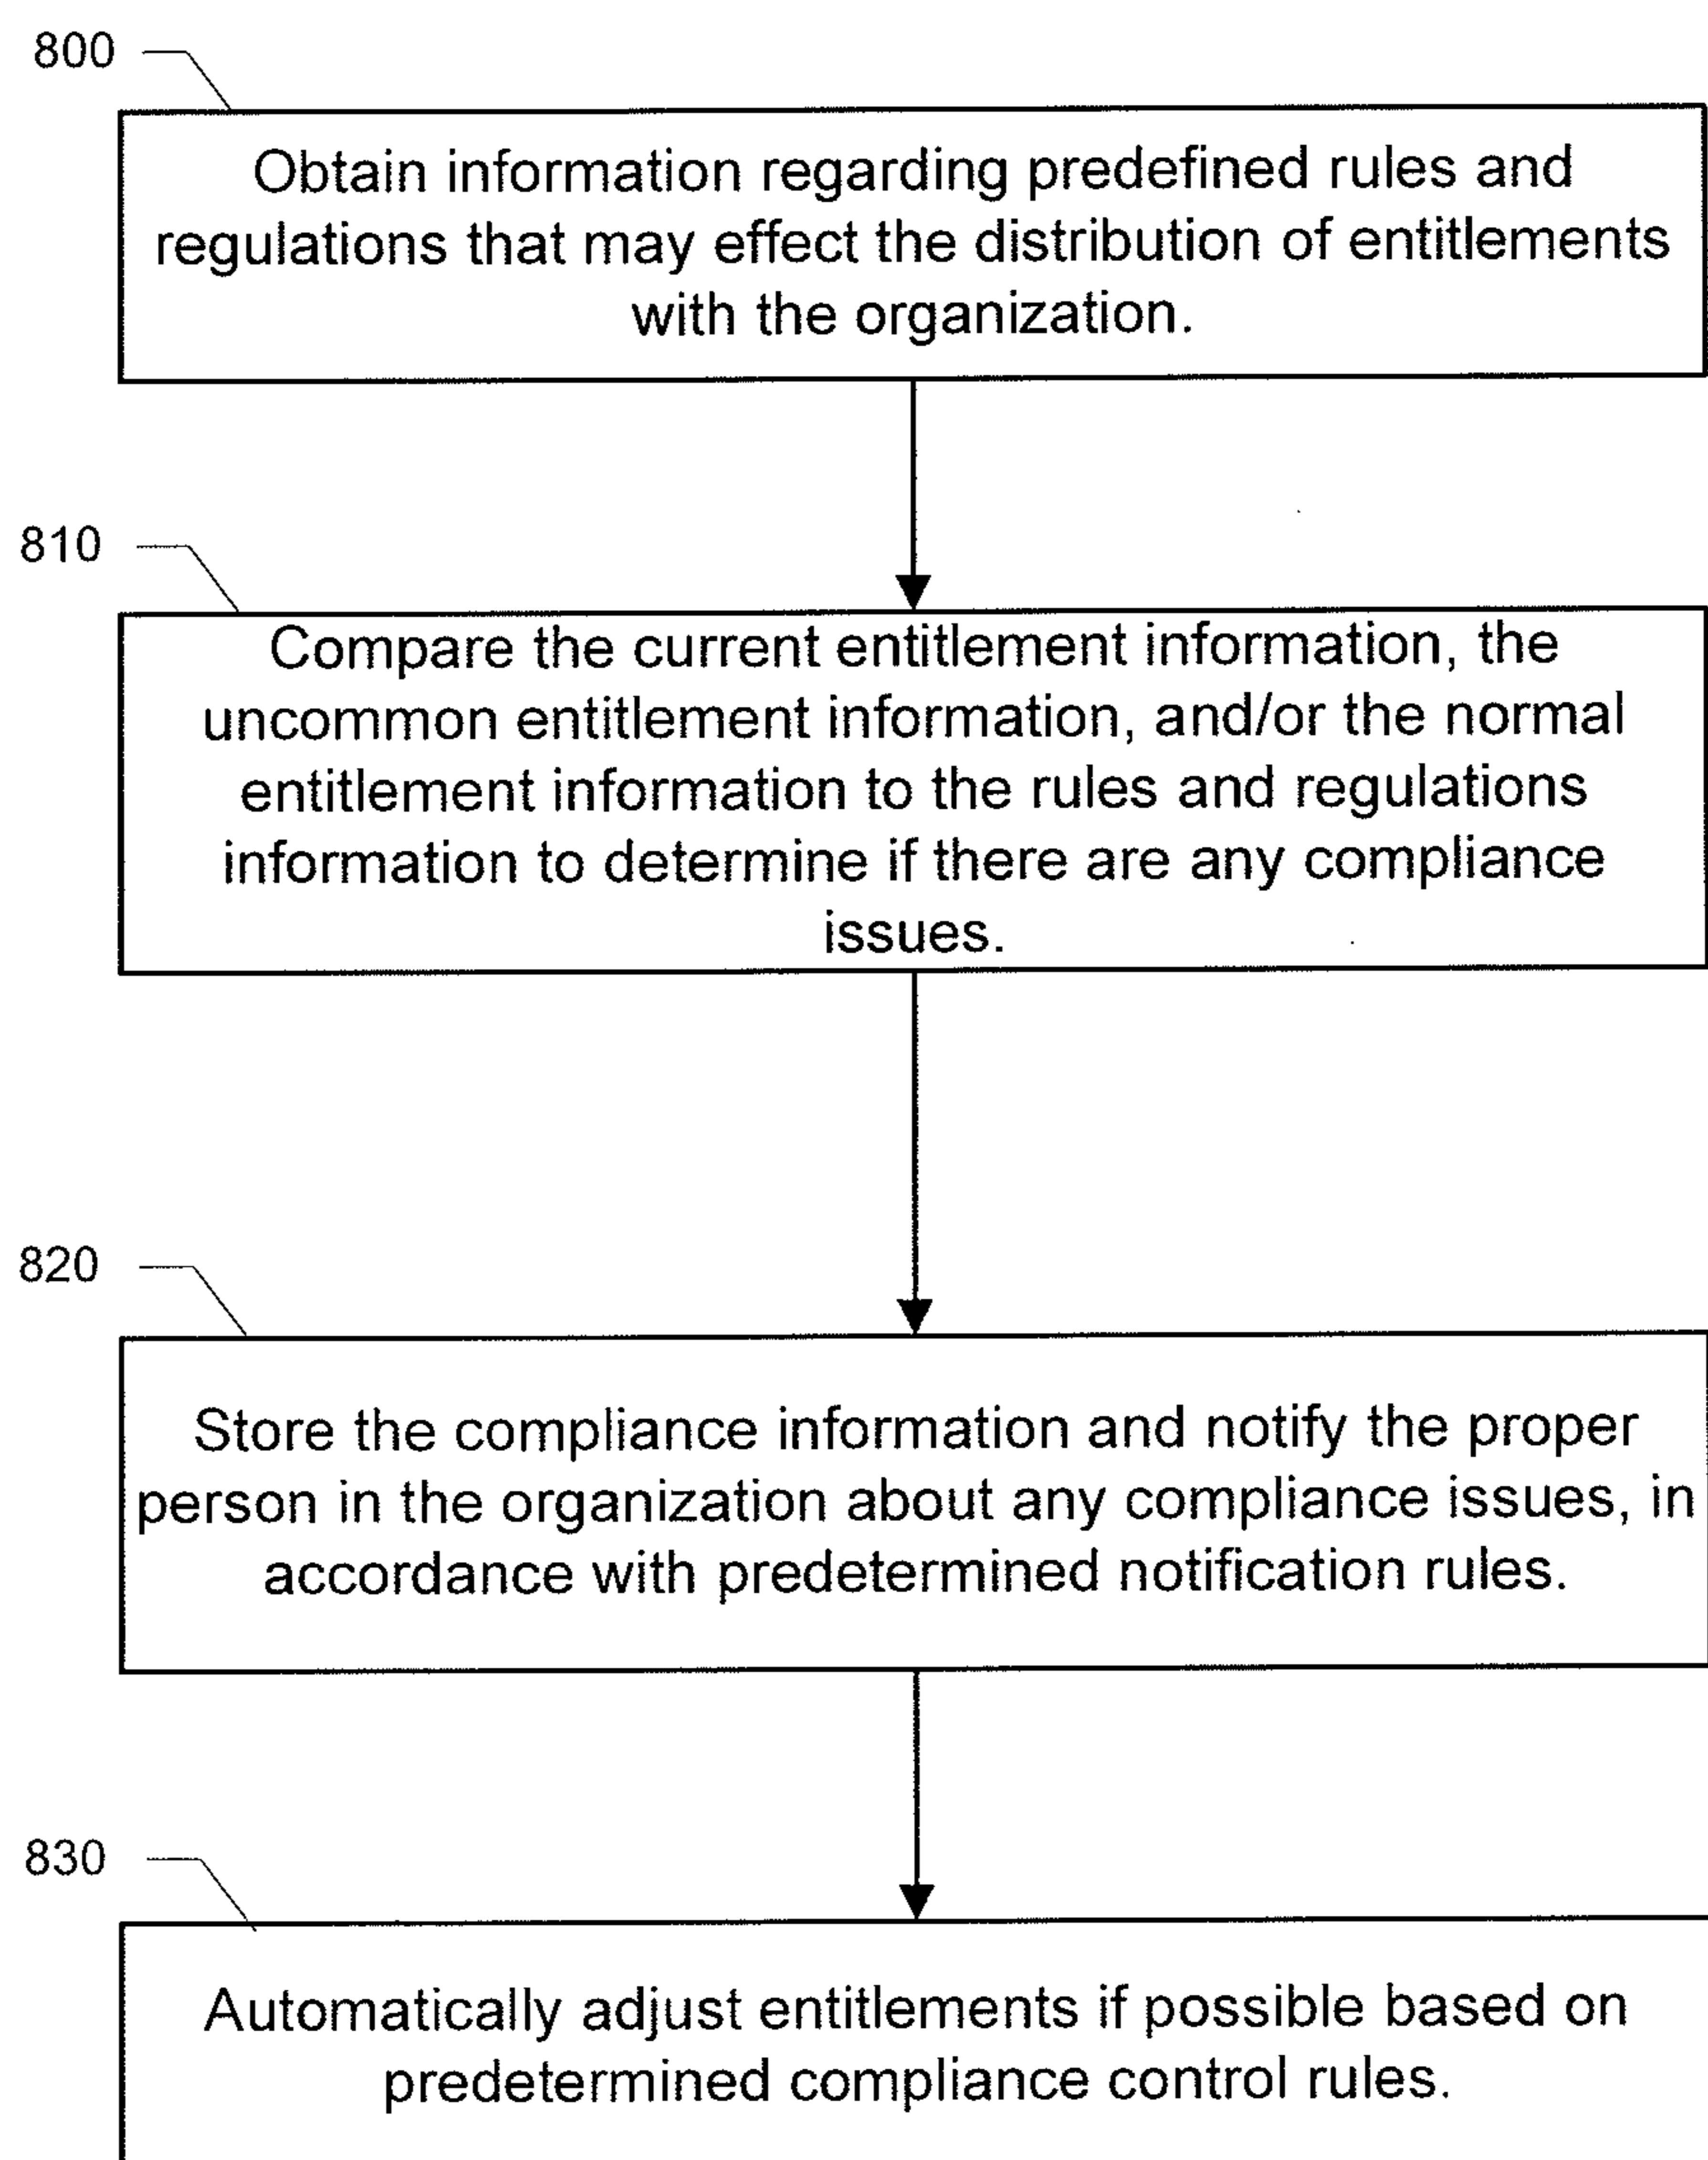 800
Obtain information regarding predefined rules and
regulations that may effect the distribution of entitlements
with the organization.
810
Compare the current entitlement information, the
uncommon entitlement information, and/or the normal
entitlement information to the rules and regulations
information to determine if there are any compliance
issues.
820
Store the compliance information and notify the proper
person in the organization about any compliance issues, in
accordance with predetermined notification rules.
830
Automatically adjust entitlements if possible based on
predetermined compliance control rules.